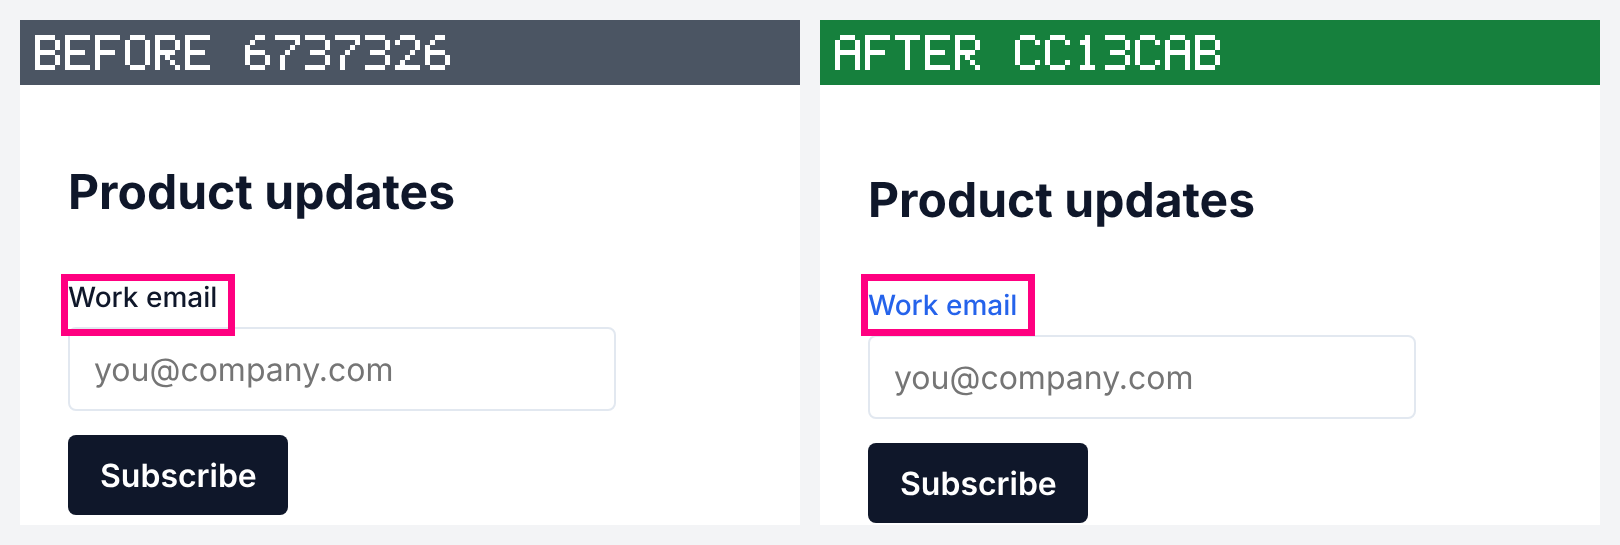 BEFORE 6737326
Product updates
Work email
you@company.com
Subscribe
AFTER CC13CAB
Product updates
Work email
you@company.com
Subscribe